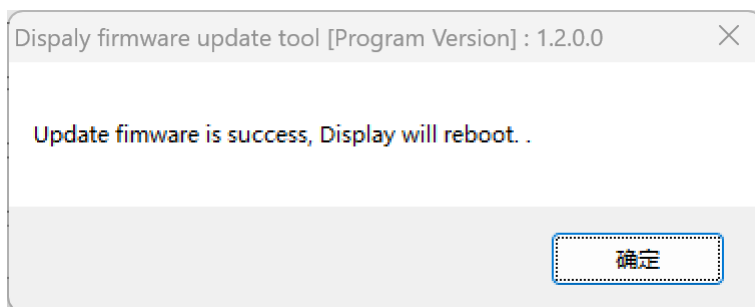 Dispaly firmware update tool [Program Version] : 1.2.0.0
Update fimware is success, Display will reboot. .
确定